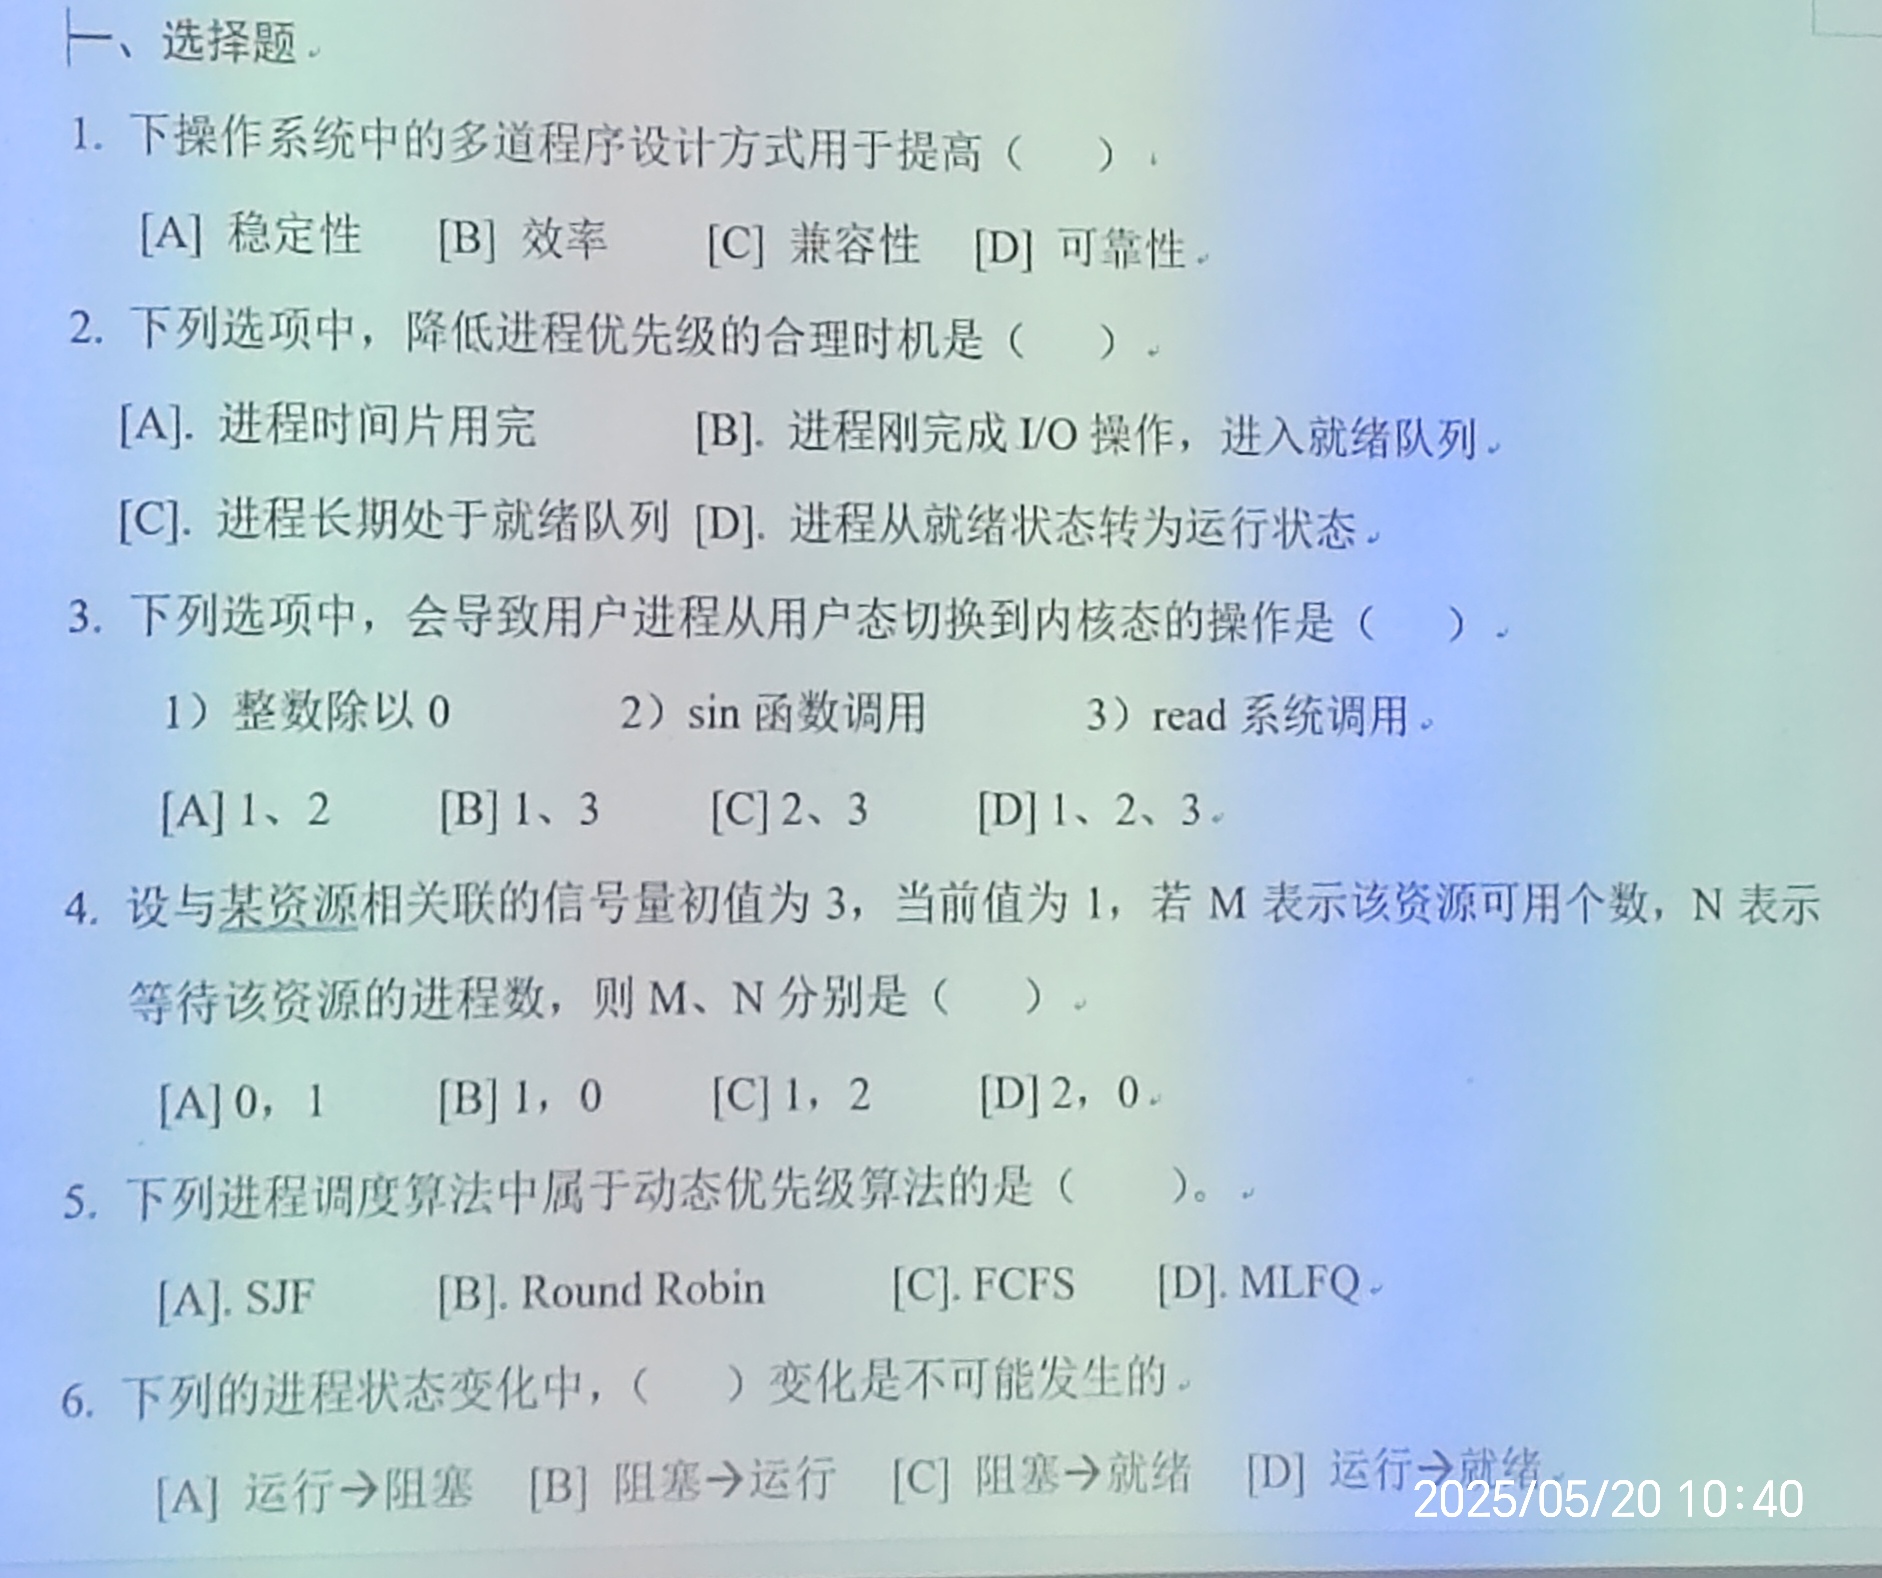 一、选择题
1. 下操作系统中的多道程序设计方式用于提高（ ）
[A] 稳定性 [B] 效率 [C] 兼容性 [D] 可靠性
2. 下列选项中，降低进程优先级的合理时机是（ ）
[A]. 进程时间片用完 [B]. 进程刚完成 I/O 操作，进入就绪队列
[C]. 进程长期处于就绪队列 [D]. 进程从就绪状态转为运行状态
3. 下列选项中，会导致用户进程从用户态切换到内核态的操作是（ ）
1）整数除以 0 2）sin 函数调用 3）read 系统调用
[A] 1、2 [B] 1、3 [C] 2、3 [D] 1、2、3
4. 设与某资源相关联的信号量初值为 3，当前值为 1，若 M 表示该资源可用个数，N 表示
等待该资源的进程数，则 M、N 分别是（ ）
[A] 0，1 [B] 1，0 [C] 1，2 [D] 2，0
5. 下列进程调度算法中属于动态优先级算法的是（ ）。
[A]. SJF [B]. Round Robin [C]. FCFS [D]. MLFQ
6. 下列的进程状态变化中，（ ）变化是不可能发生的
[A] 运行→阻塞 [B] 阻塞→运行 [C] 阻塞→就绪 [D] 运行→就绪
2025/05/20 10:40